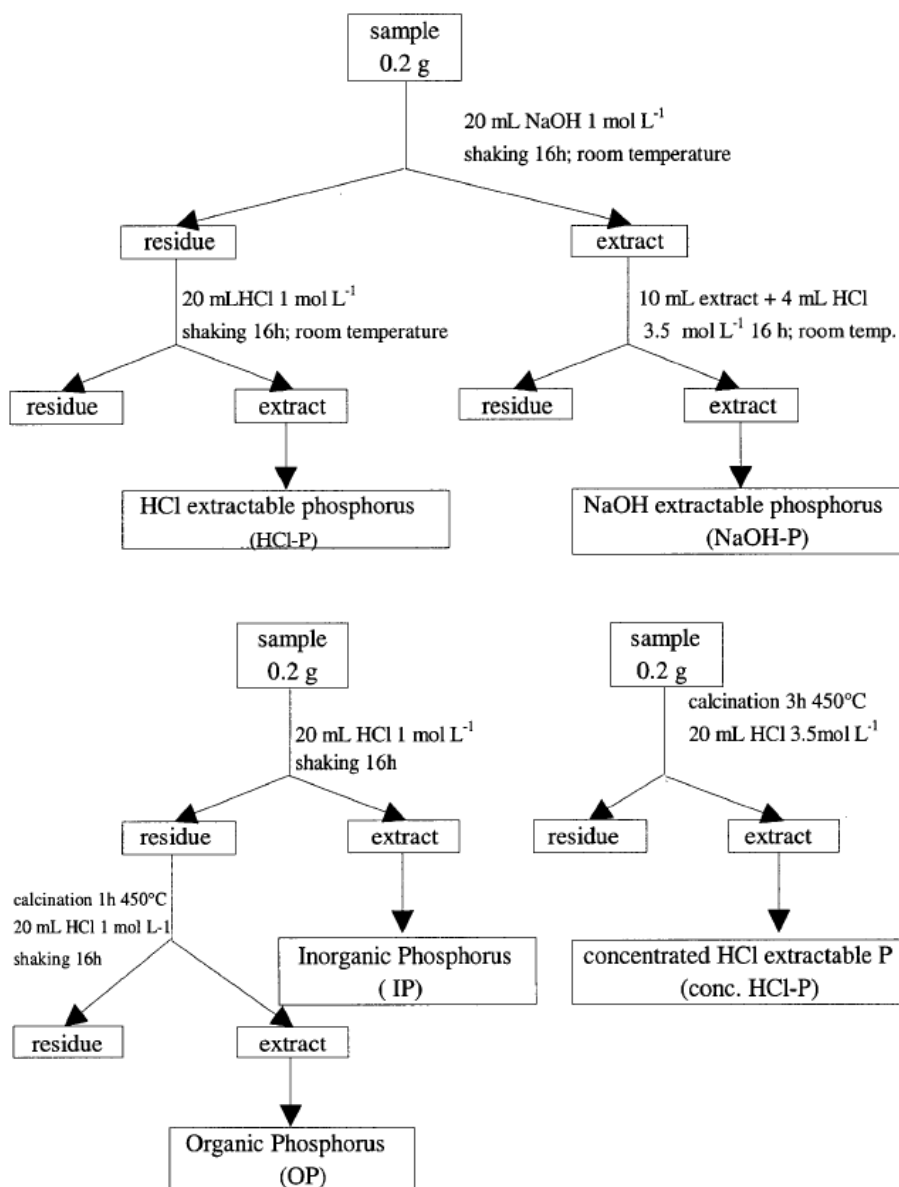 sample
0.2 g
20 mL NaOH 1 mol L⁻¹
shaking 16h; room temperature
residue
extract
20 mLHCl 1 mol L⁻¹
shaking 16h; room temperature
10 mL extract + 4 mL HCl
3.5 mol L⁻¹ 16 h; room temp.
residue
extract
residue
extract
HCl extractable phosphorus
(HCl-P)
NaOH extractable phosphorus
(NaOH-P)
sample
0.2 g
20 mL HCl 1 mol L⁻¹
shaking 16h
residue
extract
calcination 1h 450°C
20 mL HCl 1 mol L-1
shaking 16h
Inorganic Phosphorus
( IP)
residue
extract
Organic Phosphorus
(OP)
sample
0.2 g
calcination 3h 450°C
20 mL HCl 3.5mol L⁻¹
residue
extract
concentrated HCl extractable P
(conc. HCl-P)